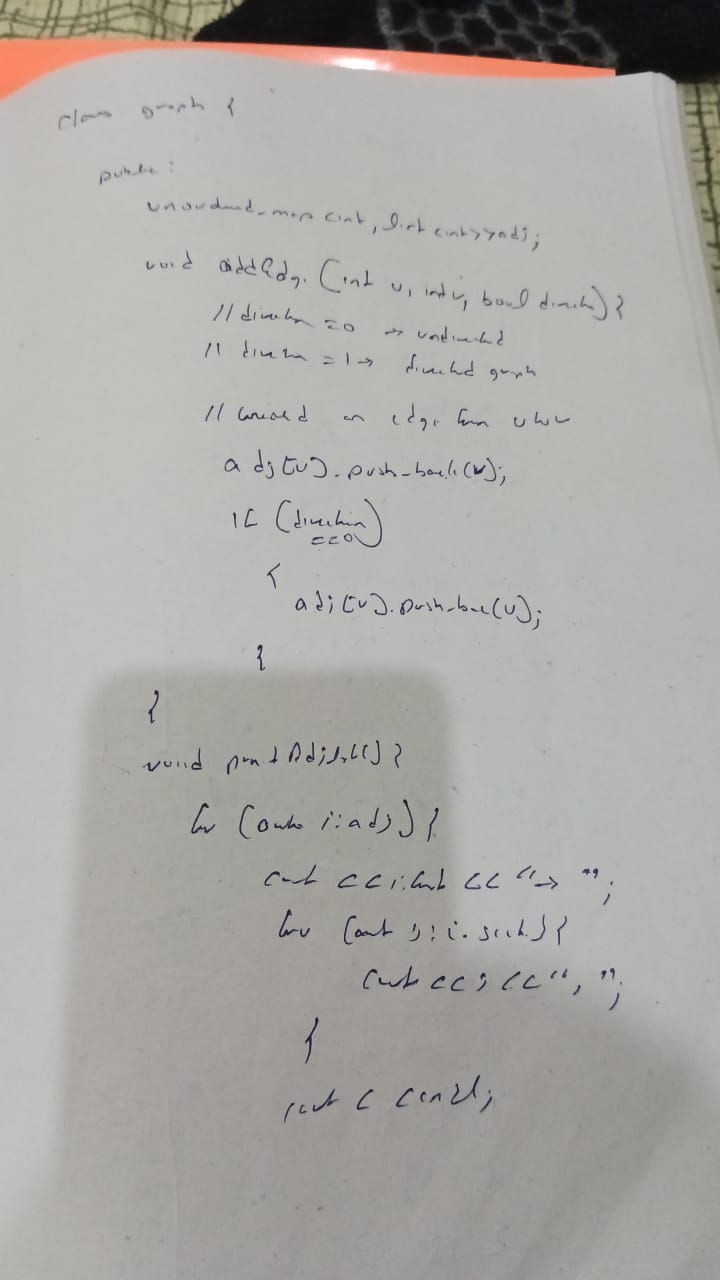 class graph {
public:
unordered_map <int, list <int>> adj;
void addEdge (int u, int v, bool direction) {
// direction = 0 → undirected
// direction = 1 → directed graph
// created an edge from u to v
adj[u].push_back(v);
if (direction
==0)
{
adj[v].push_back(u);
}
}
void printAdjList() {
for (auto i: adj) {
cout << i.first << "→ ";
for (auto j: i.second) {
cout << j << ", ";
}
cout << endl;